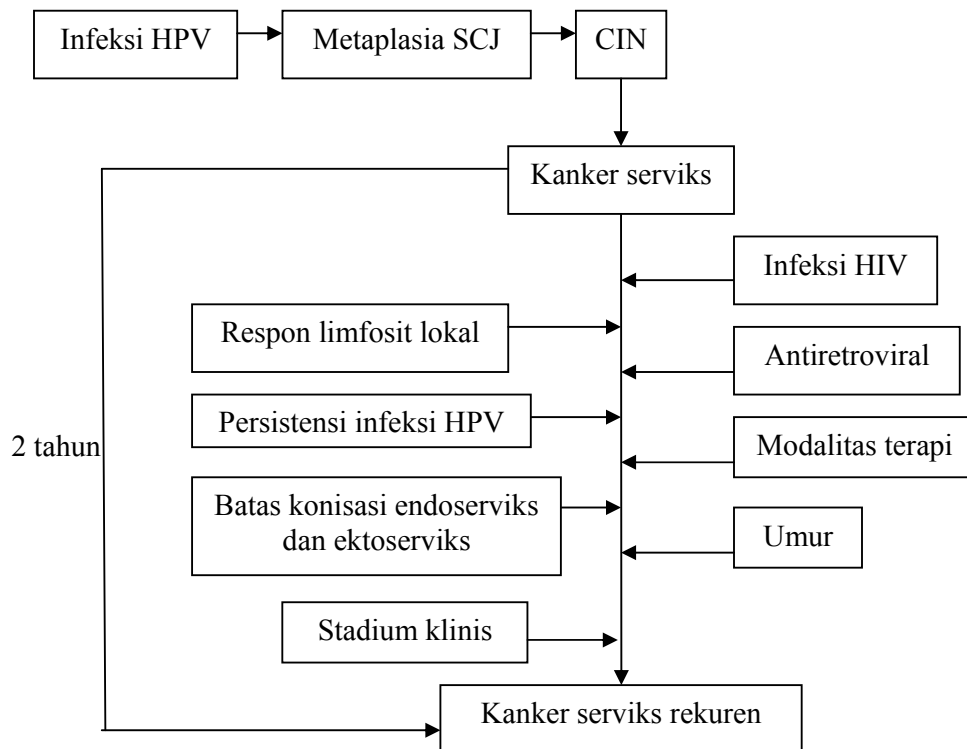 Infeksi HPV
Metaplasia SCJ
CIN
Kanker serviks
Infeksi HIV
Respon limfosit lokal
Antiretroviral
Persistensi infeksi HPV
2 tahun
Modalitas terapi
Batas konisasi endoserviks
dan ektoserviks
Umur
Stadium klinis
Kanker serviks rekuren